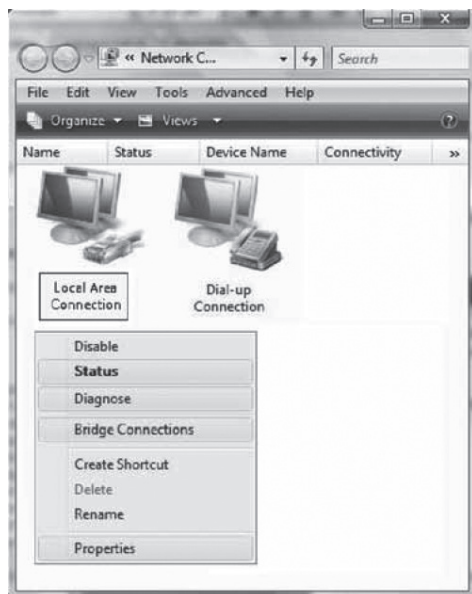 X
« Network C...
Search
File Edit View Tools Advanced Help
Organize Views
?
Name Status Device Name Connectivity »
Local Area
Connection
Dial-up
Connection
Disable
Status
Diagnose
Bridge Connections
Create Shortcut
Delete
Rename
Properties